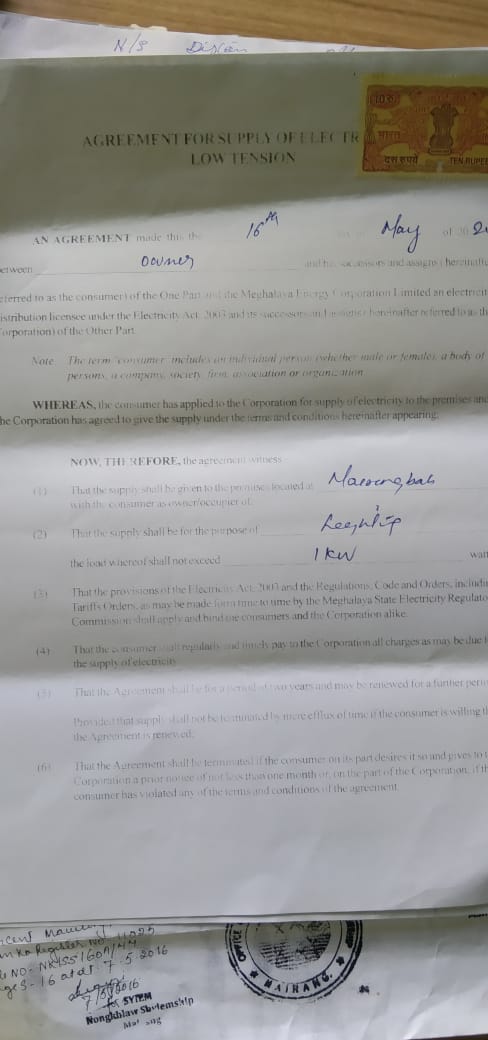 N/S
AGREEMENT FOR SUPPLY OF ELECTR
LOW TENSION
भारत
दस रुपये TEN RUPEE
AN AGREEMENT made this the 16th May of 20
etween owner and his successors and assigns hereinafte
eferred to as the consumer) of the One Part and the Meghalaya Energy Corporation Limited an electricit
istribution licensee under the Electricity Act, 2003 and its successors and assigns hereinafter referred to as th
orporation) of the Other Part.
Note The term 'consumer' includes an individual person (whether male or female), a body of
persons, a company, society, firm, association or organization
WHEREAS, the consumer has applied to the Corporation for supply of electricity to the premises and
he Corporation has agreed to give the supply under the terms and conditions hereinafter appearing.
NOW, THEREFORE, the agreement witness
(1) That the supply shall be given to the premises located at
with the consumer as owner/occupier of.
(2) That the supply shall be for the purpose of
the load whereof shall not exceed 1 KW wat
(3) That the provisions of the Electricity Act, 2003 and the Regulations, Code and Orders, includi
Tariffs Orders, as may be made form time to time by the Meghalaya State Electricity Regulato
Commission shall apply and bind the consumers and the Corporation alike.
(4) That the consumer shall regularly and timely pay to the Corporation all charges as may be due f
the supply of electricity
(5) That the Agreement shall be for a period of two years and may be renewed for a further peri
Provided that supply shall not be terminated by mere efflux of time if the consumer is willing th
the Agreement is renewed.
(6) That the Agreement shall be terminated if the consumer on its part desires it so and gives to t
Corporation a prior notice of not less than one month or, on the part of the Corporation, if th
consumer has violated any of the terms and conditions of the agreement.
7.5.2016
SYIEM
Nongkhlaw Syiemship
OFFICE
MAIRANG